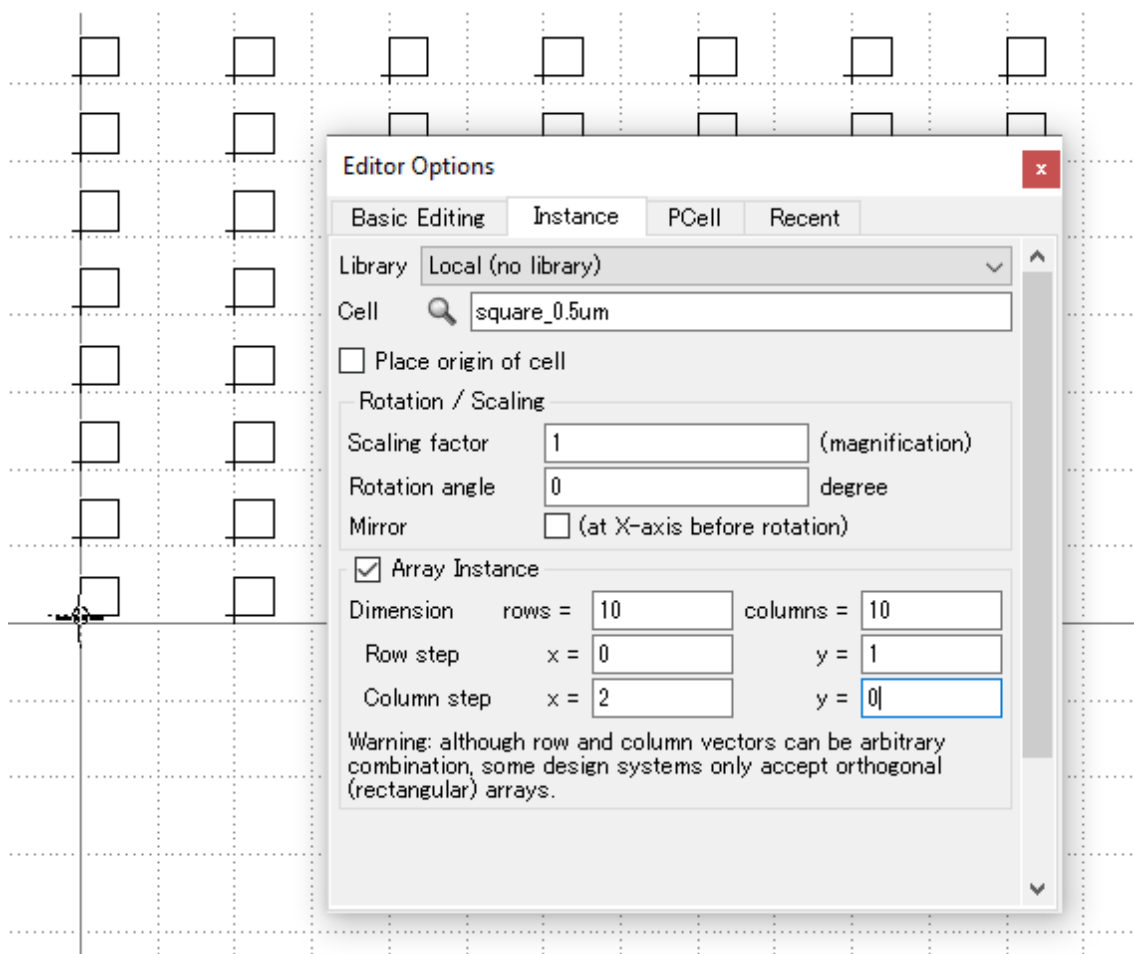 Editor Options x
Basic Editing Instance PCell Recent
Library Local (no library)
Cell square_0.5um
Place origin of cell
Rotation / Scaling
Scaling factor 1 (magnification)
Rotation angle 0 degree
Mirror (at X-axis before rotation)
Array Instance
Dimension rows = 10 columns = 10
Row step x = 0 y = 1
Column step x = 2 y = 0
Warning: although row and column vectors can be arbitrary
combination, some design systems only accept orthogonal
(rectangular) arrays.